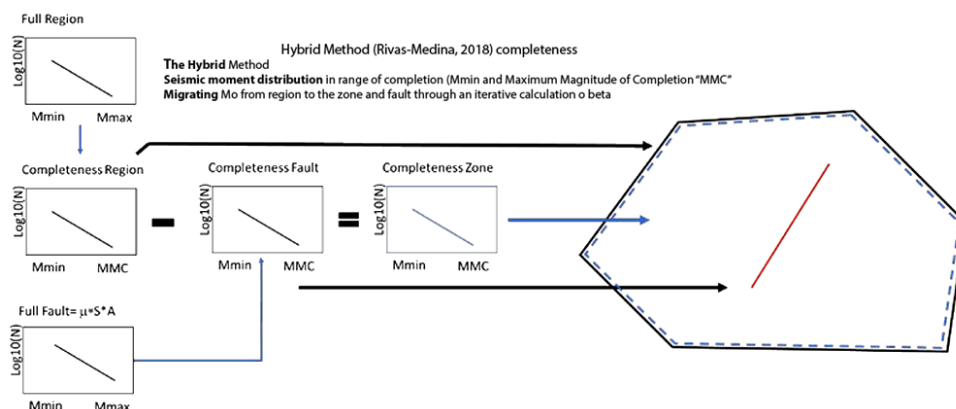 Full Region
Log10(N)
Mmin Mmax
Hybrid Method (Rivas-Medina, 2018) completeness
The Hybrid Method
Seismic moment distribution in range of completion (Mmin and Maximum Magnitude of Completion "MMC"
Migrating Mo from region to the zone and fault through an iterative calculation o beta
Completeness Region
Log10(N)
Mmin MMC
Completeness Fault
Log10(N)
Mmin MMC
Completeness Zone
Log10(N)
Mmin MMC
Full Fault= μ*S*A
Log10(N)
Mmin Mmax